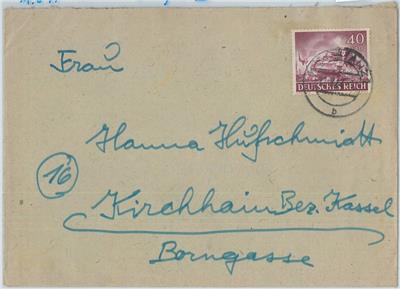 40
DEUTSCHES REICH
b
Frau
Hanna Hufschmidt
16
Kirchhain Bez. Kassel
Borngasse